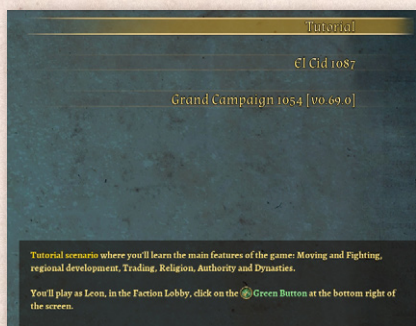 Tutorial
El Cid 1087
Grand Campaign 1054 [v0.69.0]
Tutorial scenario where you'll learn the main features of the game: Moving and Fighting,
regional development, Trading, Religion, Authority and Dynasties.
You'll play as Leon, in the Faction Lobby, click on the Green Button at the bottom right of
the screen.